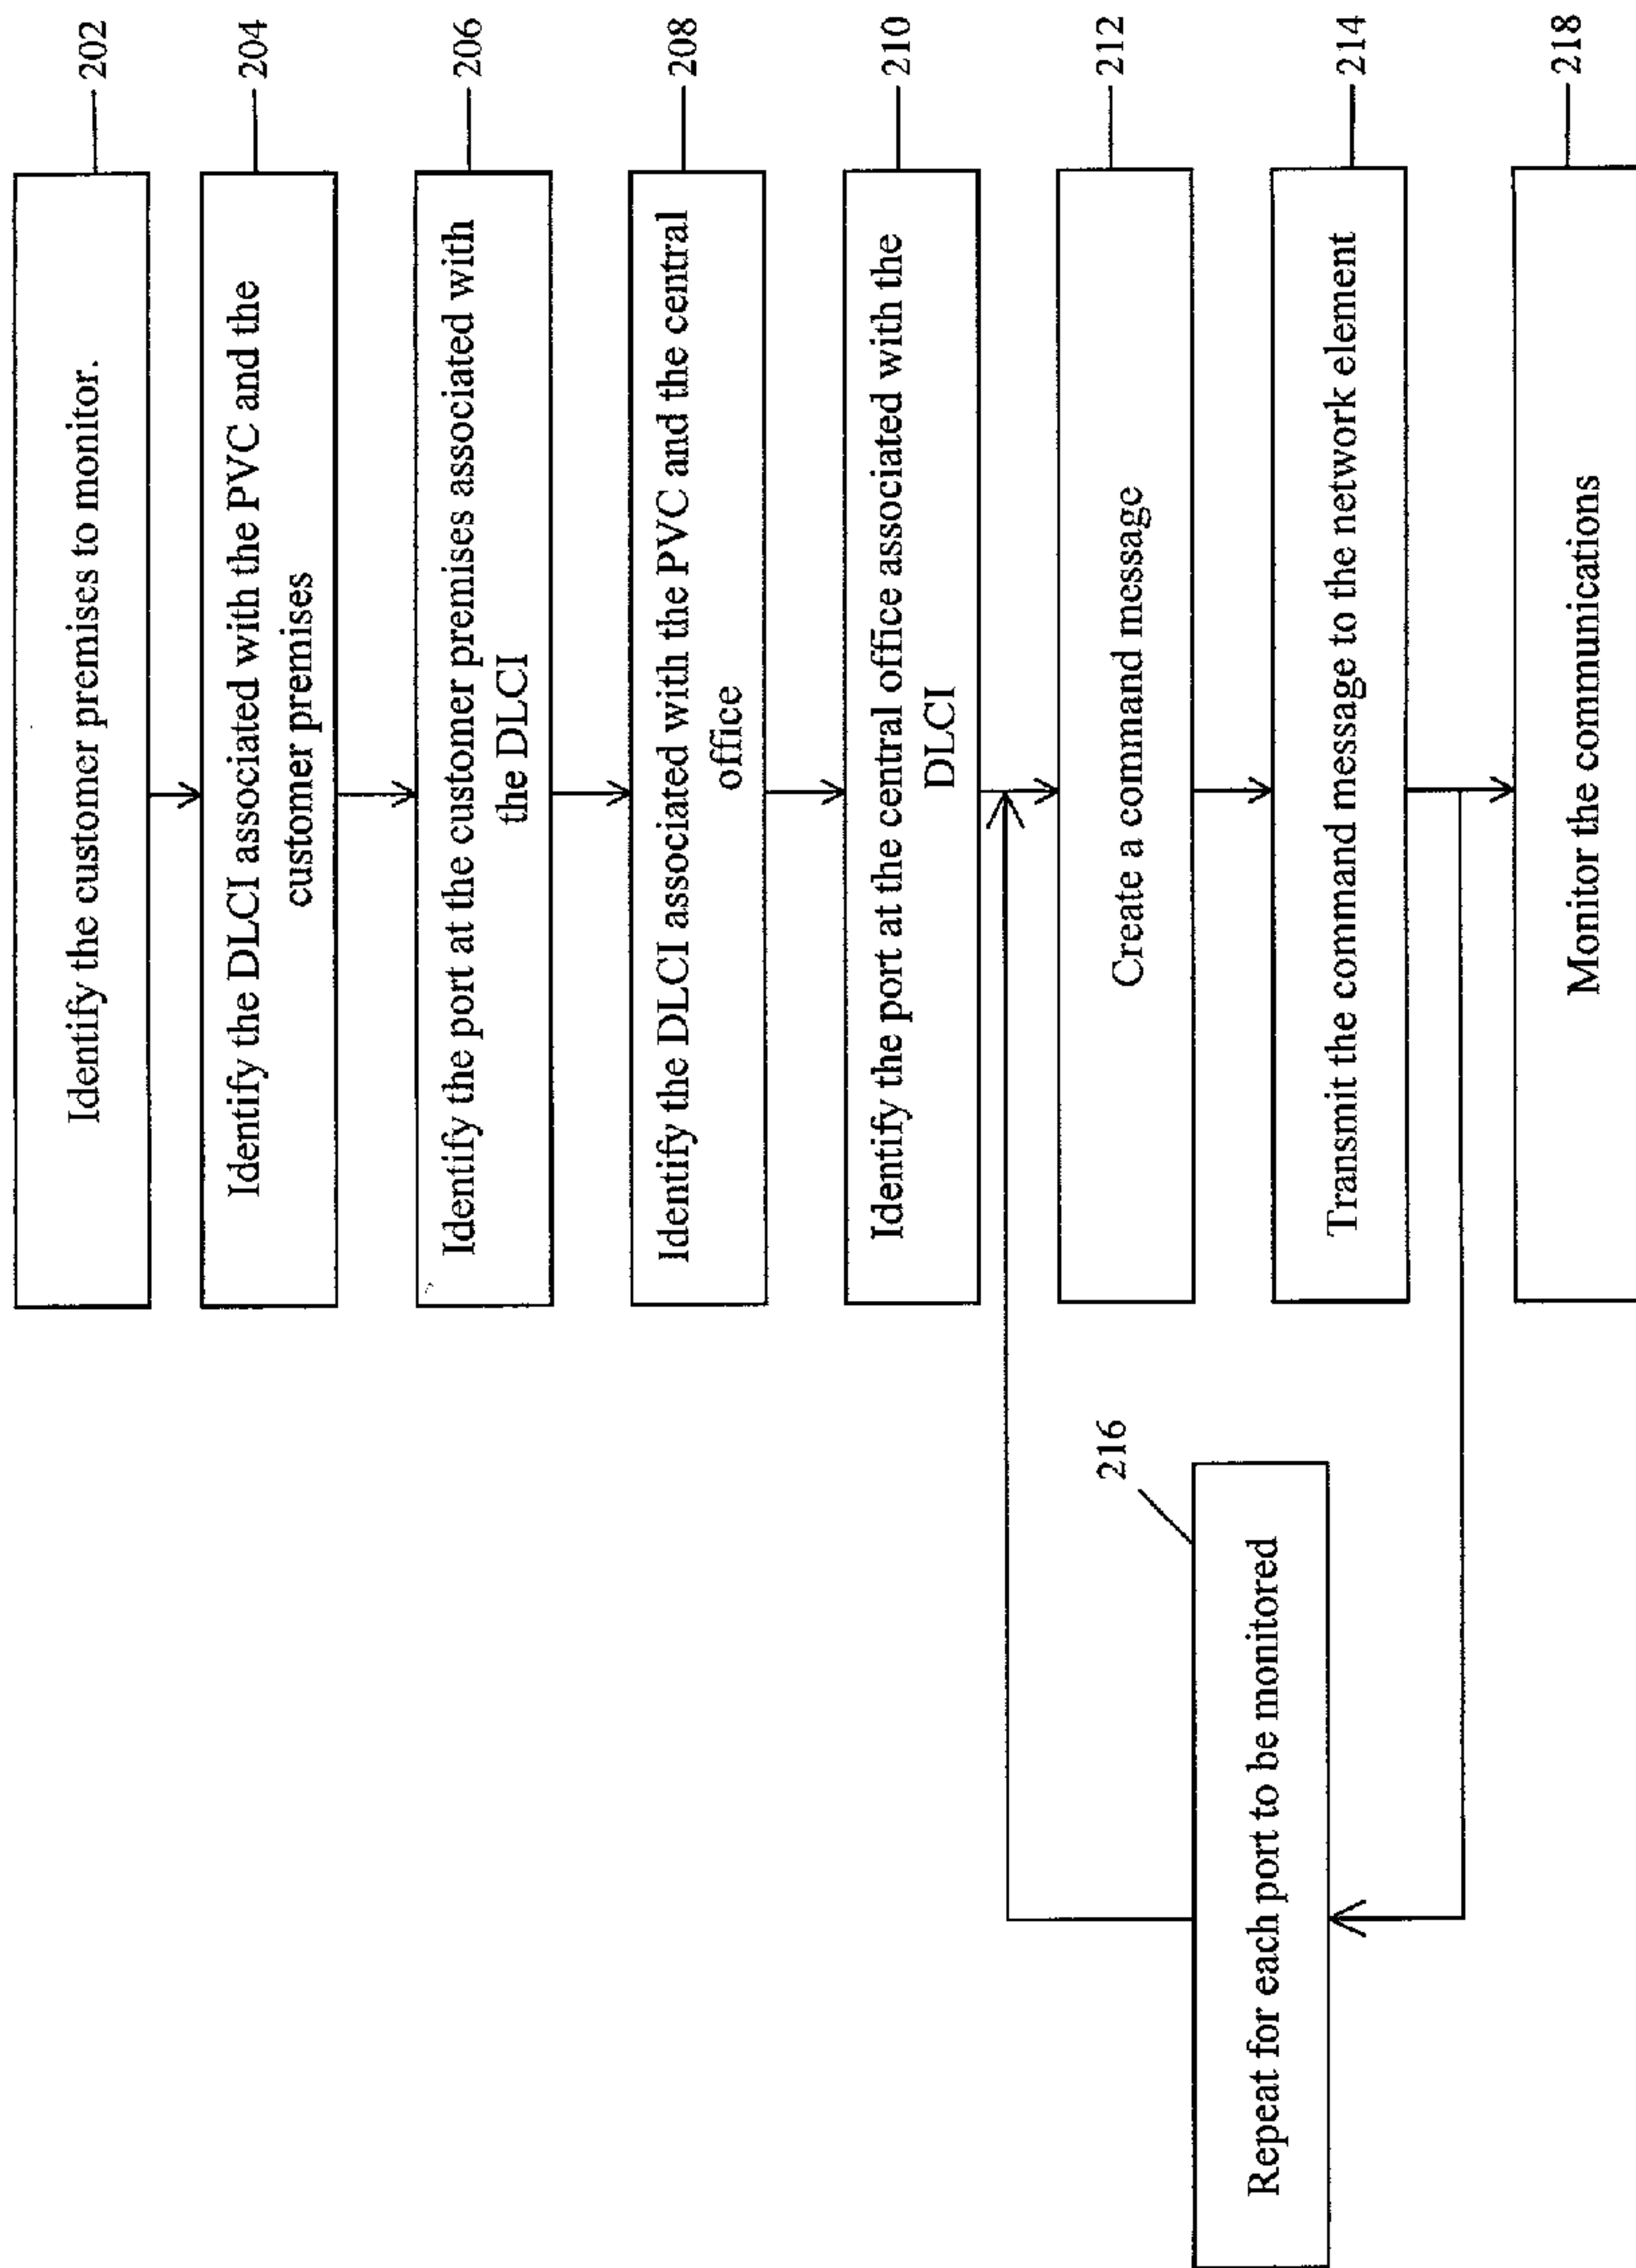 Identify the customer premises to monitor.
202
Identify the DLCI associated with the PVC and the
customer premises
204
Identify the port at the customer premises associated with
the DLCI
206
Identify the DLCI associated with the PVC and the central
office
208
Identify the port at the central office associated with the
DLCI
210
Create a command message
212
Transmit the command message to the network element
214
Repeat for each port to be monitored
216
Monitor the communications
218